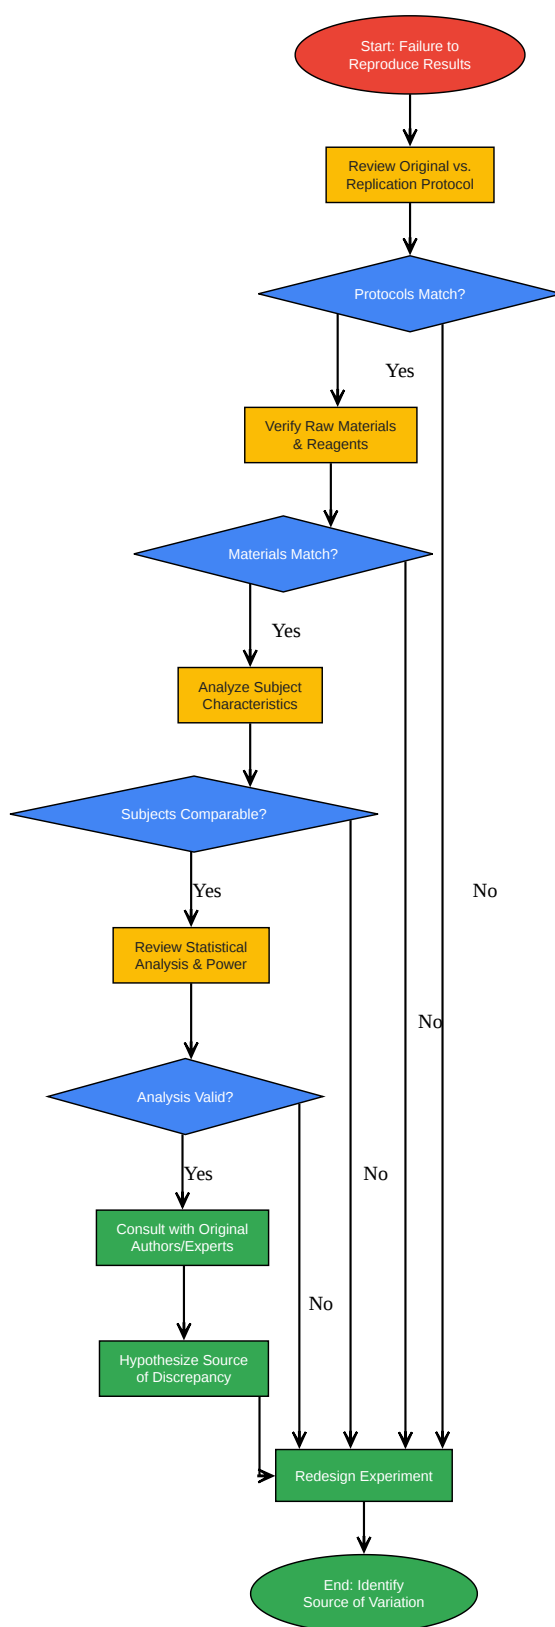 Start: Failure to
Reproduce Results
Review Original vs.
Replication Protocol
Protocols Match?
Yes
Verify Raw Materials
& Reagents
Materials Match?
Yes
Analyze Subject
Characteristics
Subjects Comparable?
Yes
No
Review Statistical
Analysis & Power
No
Analysis Valid?
Yes
No
Consult with Original
Authors/Experts
No
Hypothesize Source
of Discrepancy
Redesign Experiment
End: Identify
Source of Variation